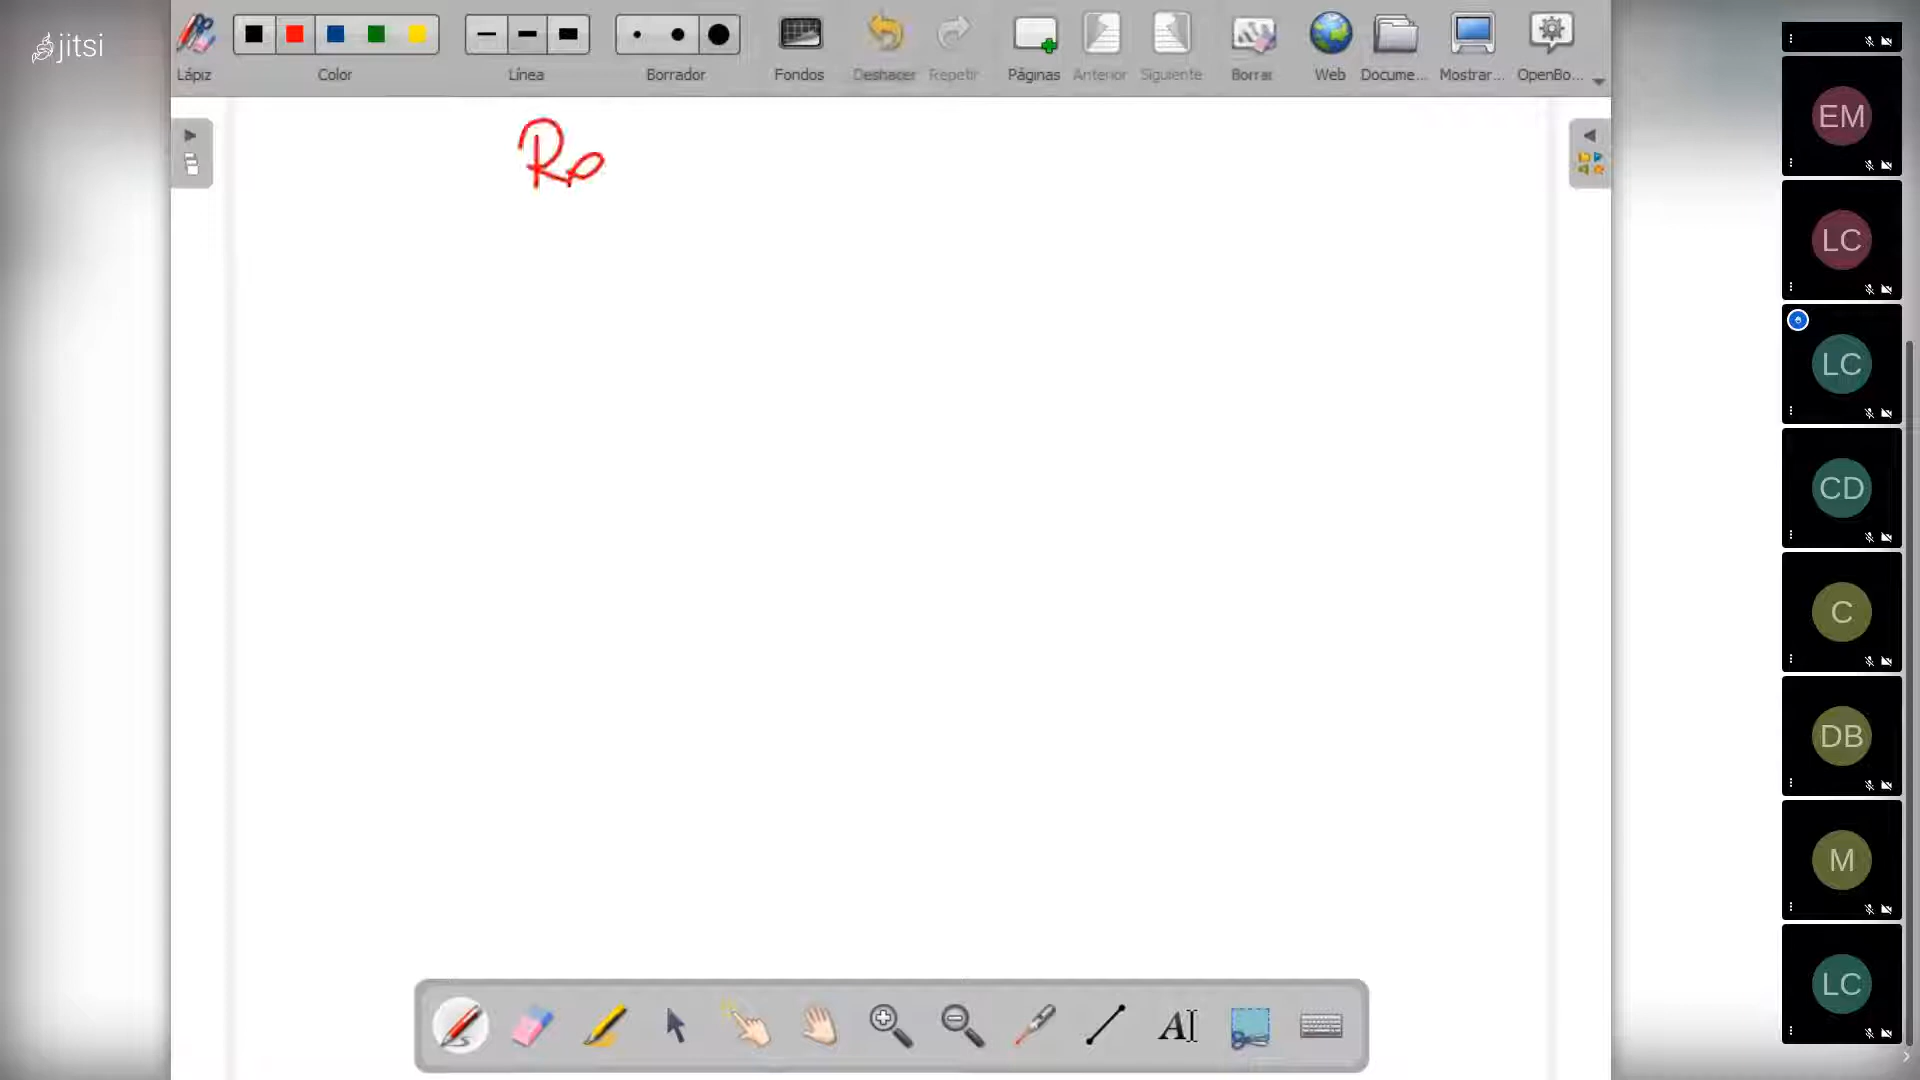 jitsi
Lápiz Color Línea Borrador Fondos Deshacer Repetir Páginas Anterior Siguiente Borrar Web Docume... Mostrar... OpenBo...
Re
A
EM
LC
LC
CD
C
DB
M
LC